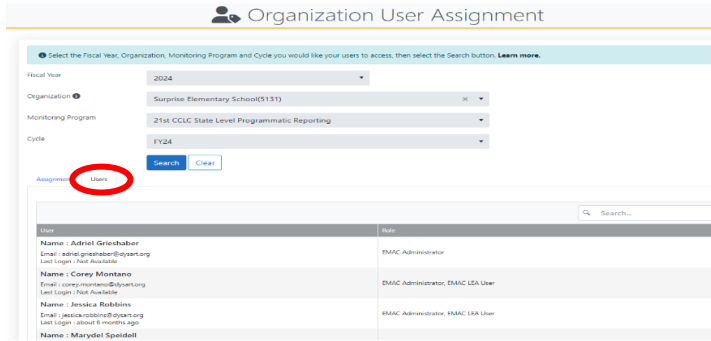 Organization User Assignment
Select the Fiscal Year, Organization, Monitoring Program and Cycle you would like your users to access, then select the Search button. Learn more.
Fiscal Year
2024
Organization
Surprise Elementary School(5131)
Monitoring Program
21st CCLC State Level Programmatic Reporting
Cycle
FY24
Search Clear
Assignment Users
Search...
User Role
Name : Adriel Grieshaber
Email : adriel.grieshaber@dysart.org
Last Login : Not Available
EMAC Administrator
Name : Corey Montano
Email : corey.montano@dysart.org
Last Login : Not Available
EMAC Administrator, EMAC LEA User
Name : Jessica Robbins
Email : jessica.robbins@dysart.org
Last Login : about 6 months ago
EMAC Administrator, EMAC LEA User
Name : Marydel Speidell